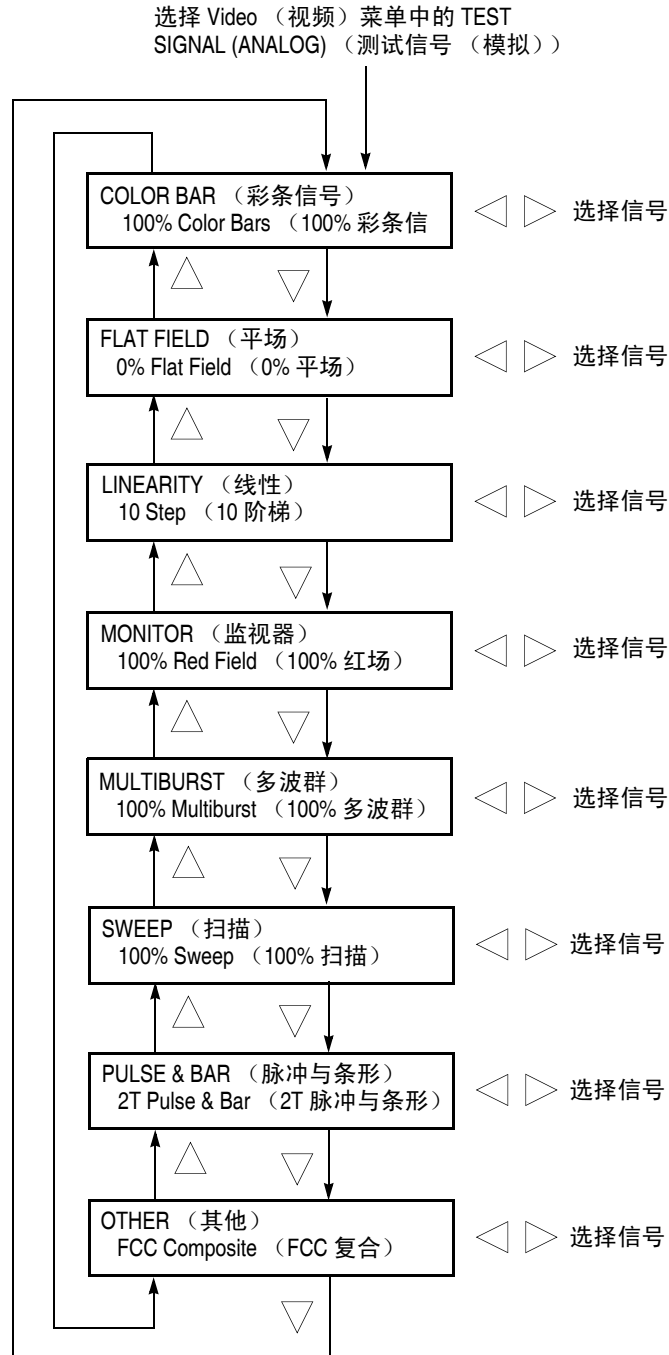 选择 Video （视频）菜单中的 TEST
SIGNAL (ANALOG) （测试信号 （模拟））
COLOR BAR （彩条信号）
100% Color Bars （100% 彩条信
选择信号
FLAT FIELD （平场）
0% Flat Field （0% 平场）
选择信号
LINEARITY （线性）
10 Step （10 阶梯）
选择信号
MONITOR （监视器）
100% Red Field （100% 红场）
选择信号
MULTIBURST （多波群）
100% Multiburst （100% 多波群）
选择信号
SWEEP （扫描）
100% Sweep （100% 扫描）
选择信号
PULSE & BAR （脉冲与条形）
2T Pulse & Bar （2T 脉冲与条形）
选择信号
OTHER （其他）
FCC Composite （FCC 复合）
选择信号